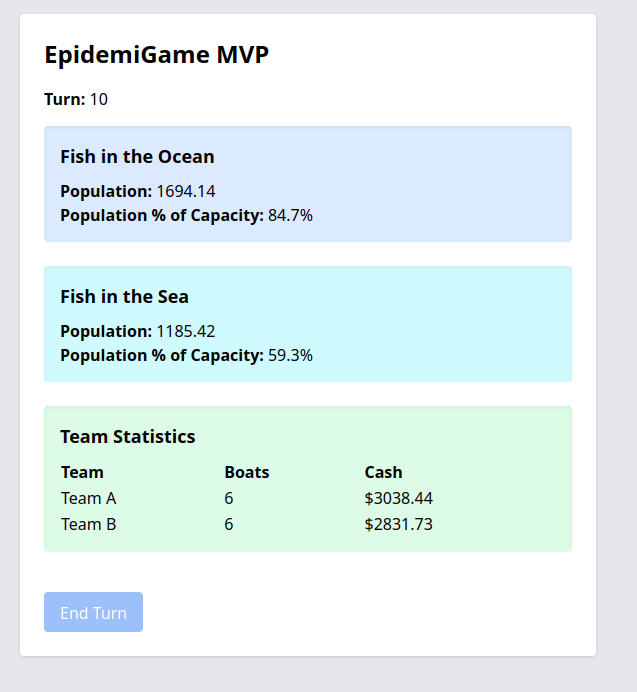 EpidemiGame MVP
Turn: 10
Fish in the Ocean
Population: 1694.14
Population % of Capacity: 84.7%
Fish in the Sea
Population: 1185.42
Population % of Capacity: 59.3%
Team Statistics
Team Boats Cash
Team A 6 $3038.44
Team B 6 $2831.73
End Turn